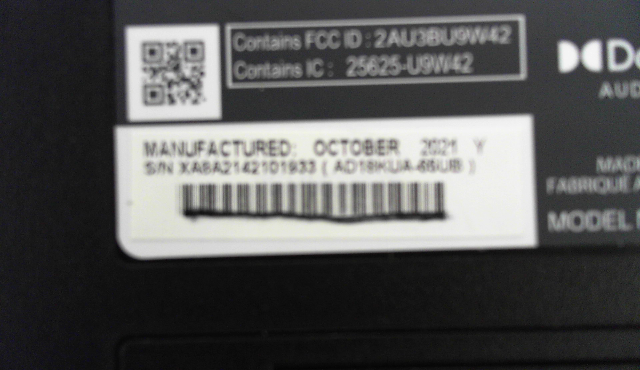 Contains FCC ID : 2AU3BU9W42
Contains IC : 25625-U9W42
AUD
MANUFACTURED: OCTOBER 2021 Y
S/N XA8A2142101933 ( AD18KUA-65UB )
MADE
FABRIQUÉ A
MODEL